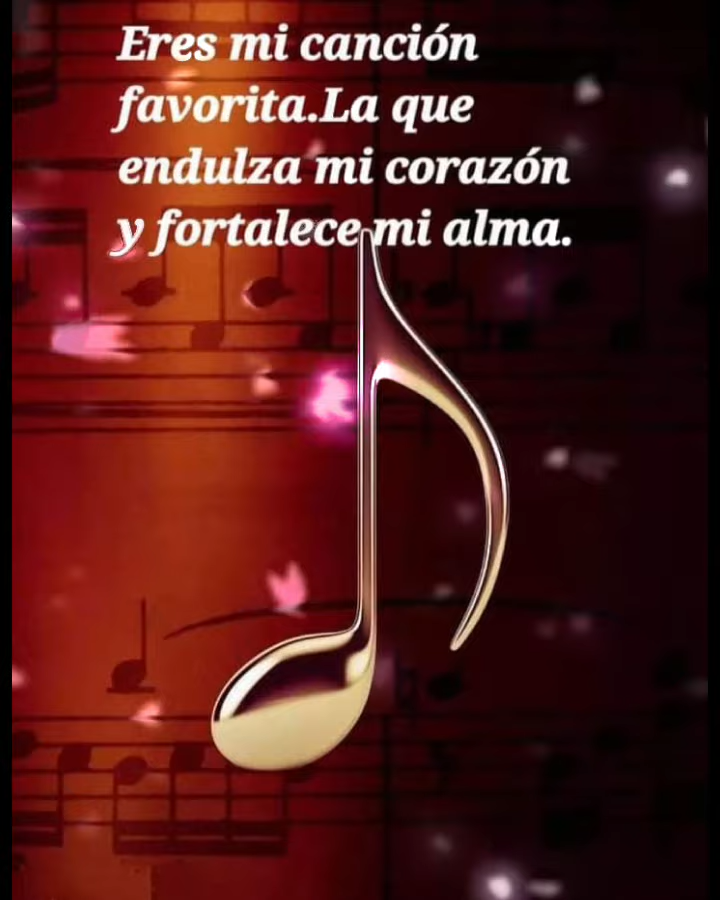 Eres mi canción
favorita.La que
endulza mi corazón
y fortalece mi alma.